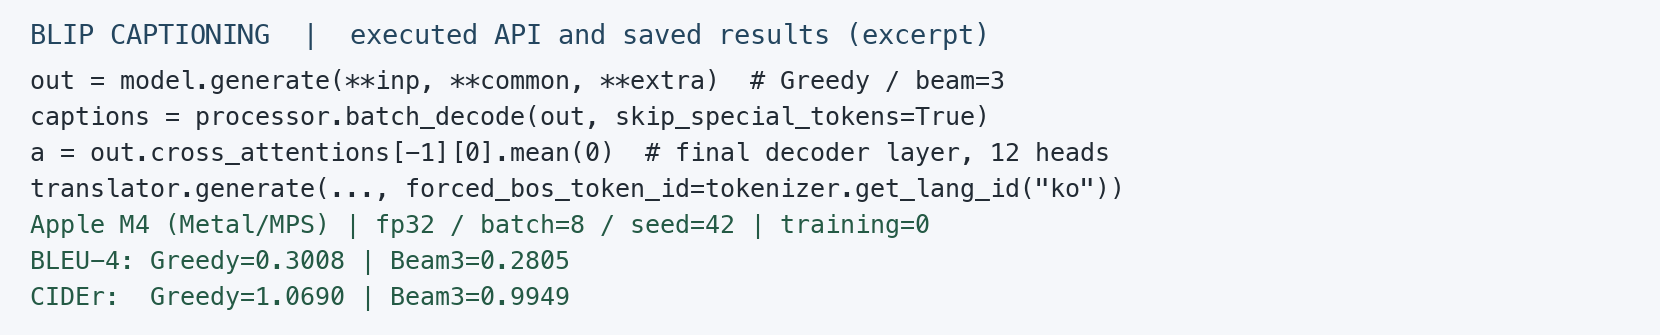 BLIP CAPTIONING  |  executed API and saved results (excerpt)
out = model.generate(**inp, **common, **extra)  # Greedy / beam=3
captions = processor.batch_decode(out, skip_special_tokens=True)
a = out.cross_attentions[−1][0].mean(0)  # final decoder layer, 12 heads
translator.generate(..., forced_bos_token_id=tokenizer.get_lang_id("ko"))
Apple M4 (Metal/MPS) | fp32 / batch=8 / seed=42 | training=0
BLEU−4: Greedy=0.3008 | Beam3=0.2805
CIDEr:  Greedy=1.0690 | Beam3=0.9949